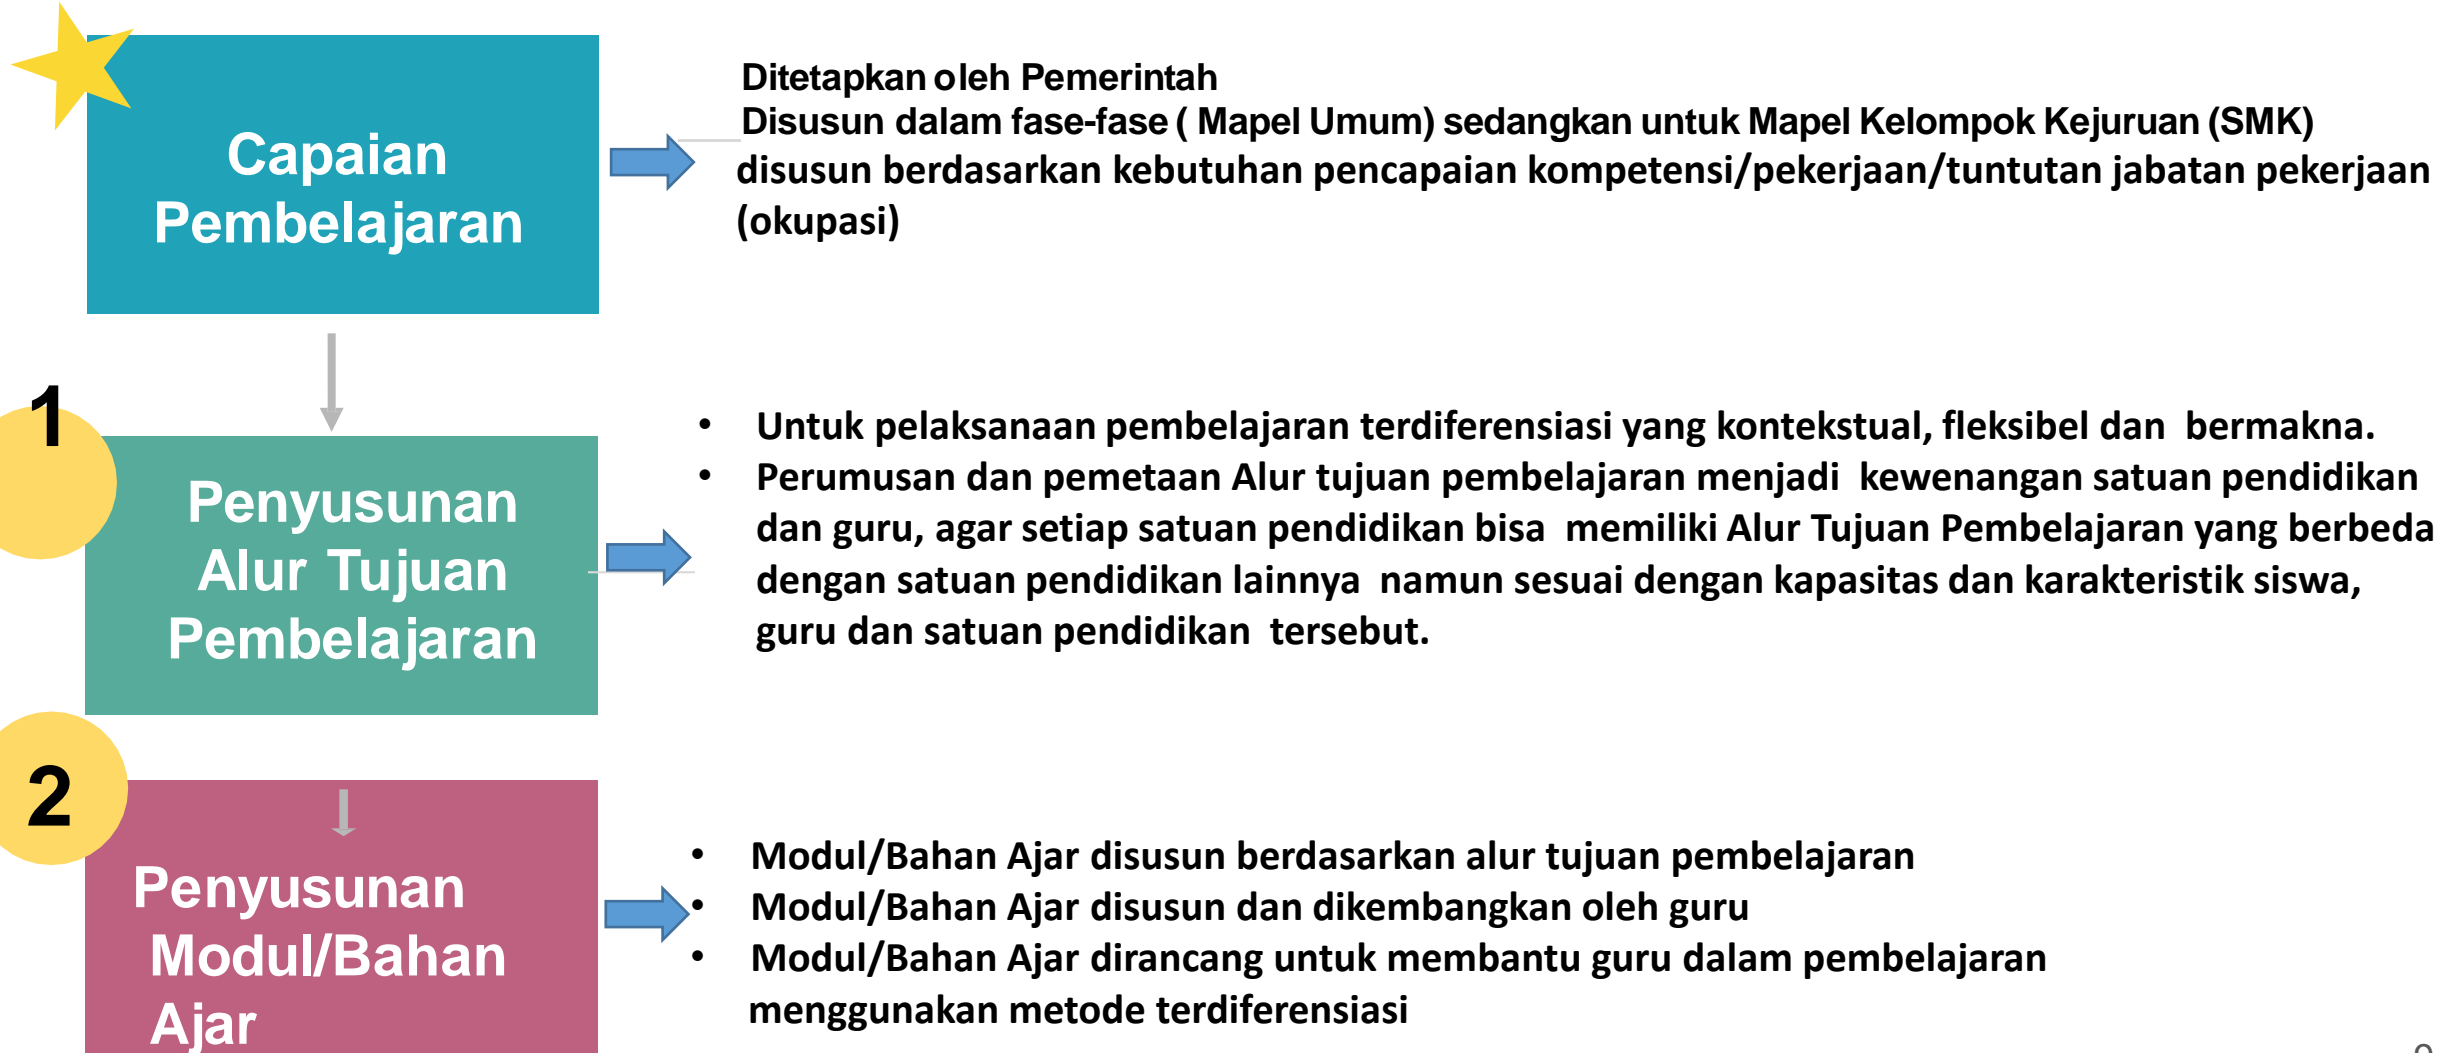 Capaian
Pembelajaran
Ditetapkan oleh Pemerintah
Disusun dalam fase-fase ( Mapel Umum) sedangkan untuk Mapel Kelompok Kejuruan (SMK)
disusun berdasarkan kebutuhan pencapaian kompetensi/pekerjaan/tuntutan jabatan pekerjaan
(okupasi)
1
Penyusunan
Alur Tujuan
Pembelajaran
• Untuk pelaksanaan pembelajaran terdiferensiasi yang kontekstual, fleksibel dan bermakna.
• Perumusan dan pemetaan Alur tujuan pembelajaran menjadi kewenangan satuan pendidikan
dan guru, agar setiap satuan pendidikan bisa memiliki Alur Tujuan Pembelajaran yang berbeda
dengan satuan pendidikan lainnya namun sesuai dengan kapasitas dan karakteristik siswa,
guru dan satuan pendidikan tersebut.
2
Penyusunan
Modul/Bahan
Ajar
• Modul/Bahan Ajar disusun berdasarkan alur tujuan pembelajaran
• Modul/Bahan Ajar disusun dan dikembangkan oleh guru
• Modul/Bahan Ajar dirancang untuk membantu guru dalam pembelajaran
menggunakan metode terdiferensiasi